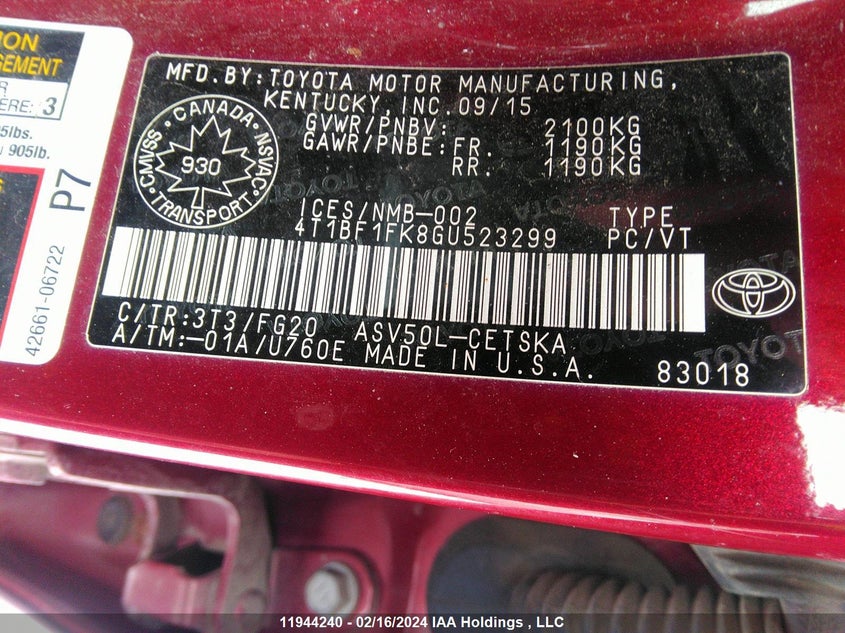 ION
GEMENT
R
ERE: 3
5lbs.
905lb.
P7
42661-06722
MFD.BY:TOYOTA MOTOR MANUFACTURING,
KENTUCKY,INC.09/15
GVWR/PNBV: 2100KG
GAWR/PNBE:FR. 1190KG
RR. 1190KG
CANADA
CMVSS NSVAC
930
TRANSPORT
ICES/NMB-002 TYPE
4T1BF1FK8GU523299 PC/VT
C/TR:3T3/FG20 ASV50L-CETSKA
A/TM:-01A/U760E MADE IN U.S.A.
83018
TOYOTA
11944240 - 02/16/2024 IAA Holdings , LLC